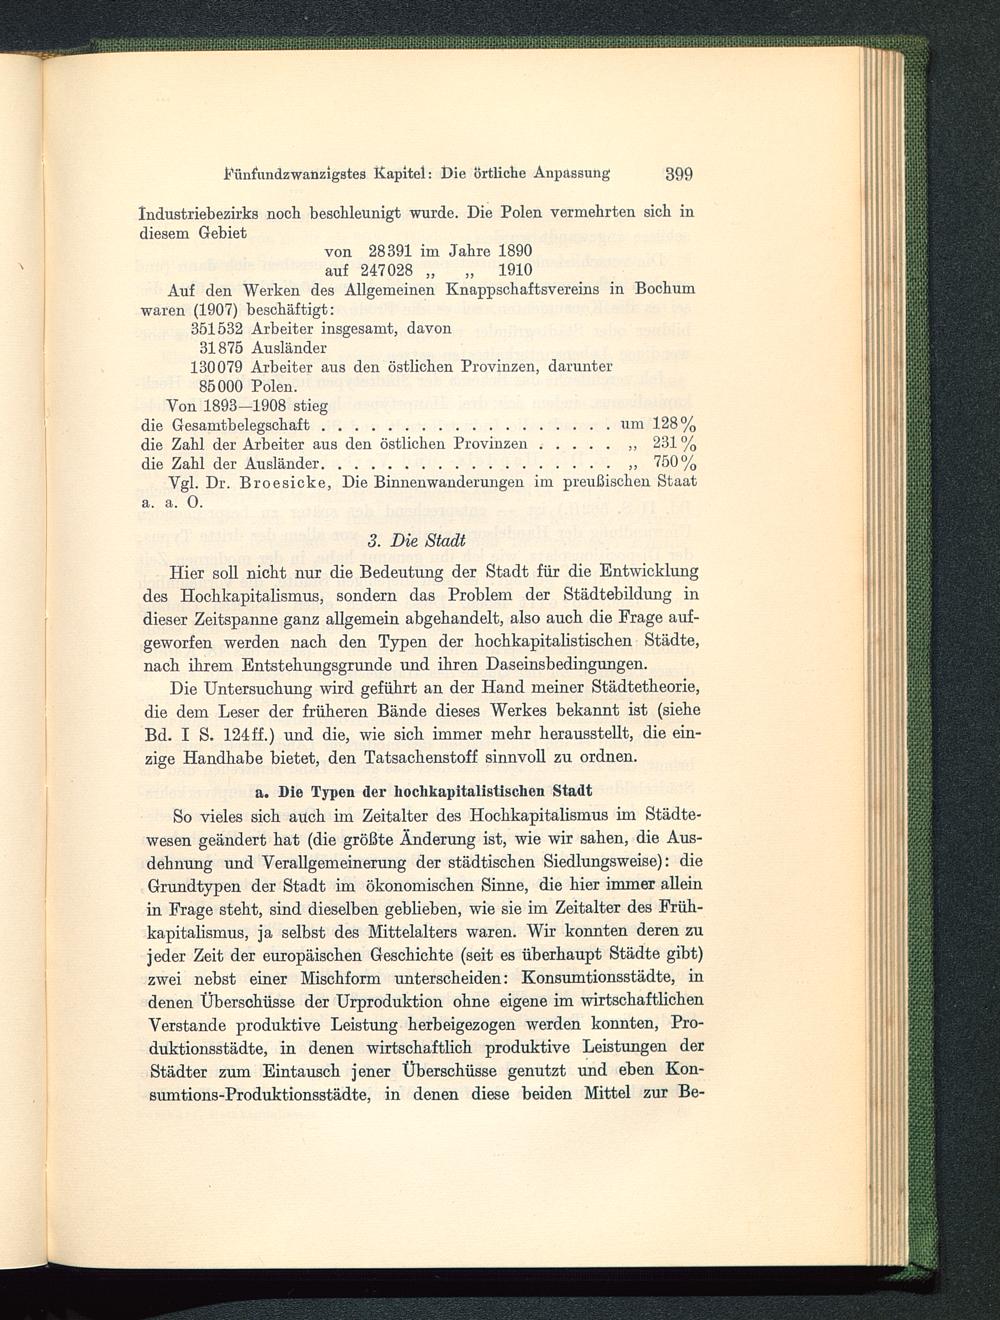 Fünfundzwanzigstes Kapitel: Die örtliche Anpassung 399
Industriebezirks noch beschleunigt wurde. Die Polen vermehrten sich in
diesem Gebiet
von 28391 im Jahre 1890
auf 247028 „ „ 1910
Auf den Werken des Allgemeinen Knappschaftsvereins in Bochum
waren (1907) beschäftigt:
351532 Arbeiter insgesamt, davon
31875 Ausländer
130079 Arbeiter aus den östlichen Provinzen, darunter
85000 Polen.
Von 1893—1908 stieg
die Gesamtbelegschaft . . . . . . . . . . . . . . . . . um 128%
die Zahl der Arbeiter aus den östlichen Provinzen . . . . . „ 231%
die Zahl der Ausländer. . . . . . . . . . . . . . . . . „ 750%
Vgl. Dr. Broesicke, Die Binnenwanderungen im preußischen Staat
a. a. O.
3. Die Stadt
Hier soll nicht nur die Bedeutung der Stadt für die Entwicklung
des Hochkapitalismus, sondern das Problem der Städtebildung in
dieser Zeitspanne ganz allgemein abgehandelt, also auch die Frage auf-
geworfen werden nach den Typen der hochkapitalistischen Städte,
nach ihrem Entstehungsgrunde und ihren Daseinsbedingungen.
Die Untersuchung wird geführt an der Hand meiner Städtetheorie,
die dem Leser der früheren Bände dieses Werkes bekannt ist (siehe
Bd. I S. 124ff.) und die, wie sich immer mehr herausstellt, die ein-
zige Handhabe bietet, den Tatsachenstoff sinnvoll zu ordnen.
a. Die Typen der hochkapitalistischen Stadt
So vieles sich auch im Zeitalter des Hochkapitalismus im Städte-
wesen geändert hat (die größte Änderung ist, wie wir sahen, die Aus-
dehnung und Verallgemeinerung der städtischen Siedlungsweise): die
Grundtypen der Stadt im ökonomischen Sinne, die hier immer allein
in Frage steht, sind dieselben geblieben, wie sie im Zeitalter des Früh-
kapitalismus, ja selbst des Mittelalters waren. Wir konnten deren zu
jeder Zeit der europäischen Geschichte (seit es überhaupt Städte gibt)
zwei nebst einer Mischform unterscheiden: Konsumtionsstädte, in
denen Überschüsse der Urproduktion ohne eigene im wirtschaftlichen
Verstande produktive Leistung herbeigezogen werden konnten, Pro-
duktionsstädte, in denen wirtschaftlich produktive Leistungen der
Städter zum Eintausch jener Überschüsse genutzt und eben Kon-
sumtions-Produktionsstädte, in denen diese beiden Mittel zur Be-